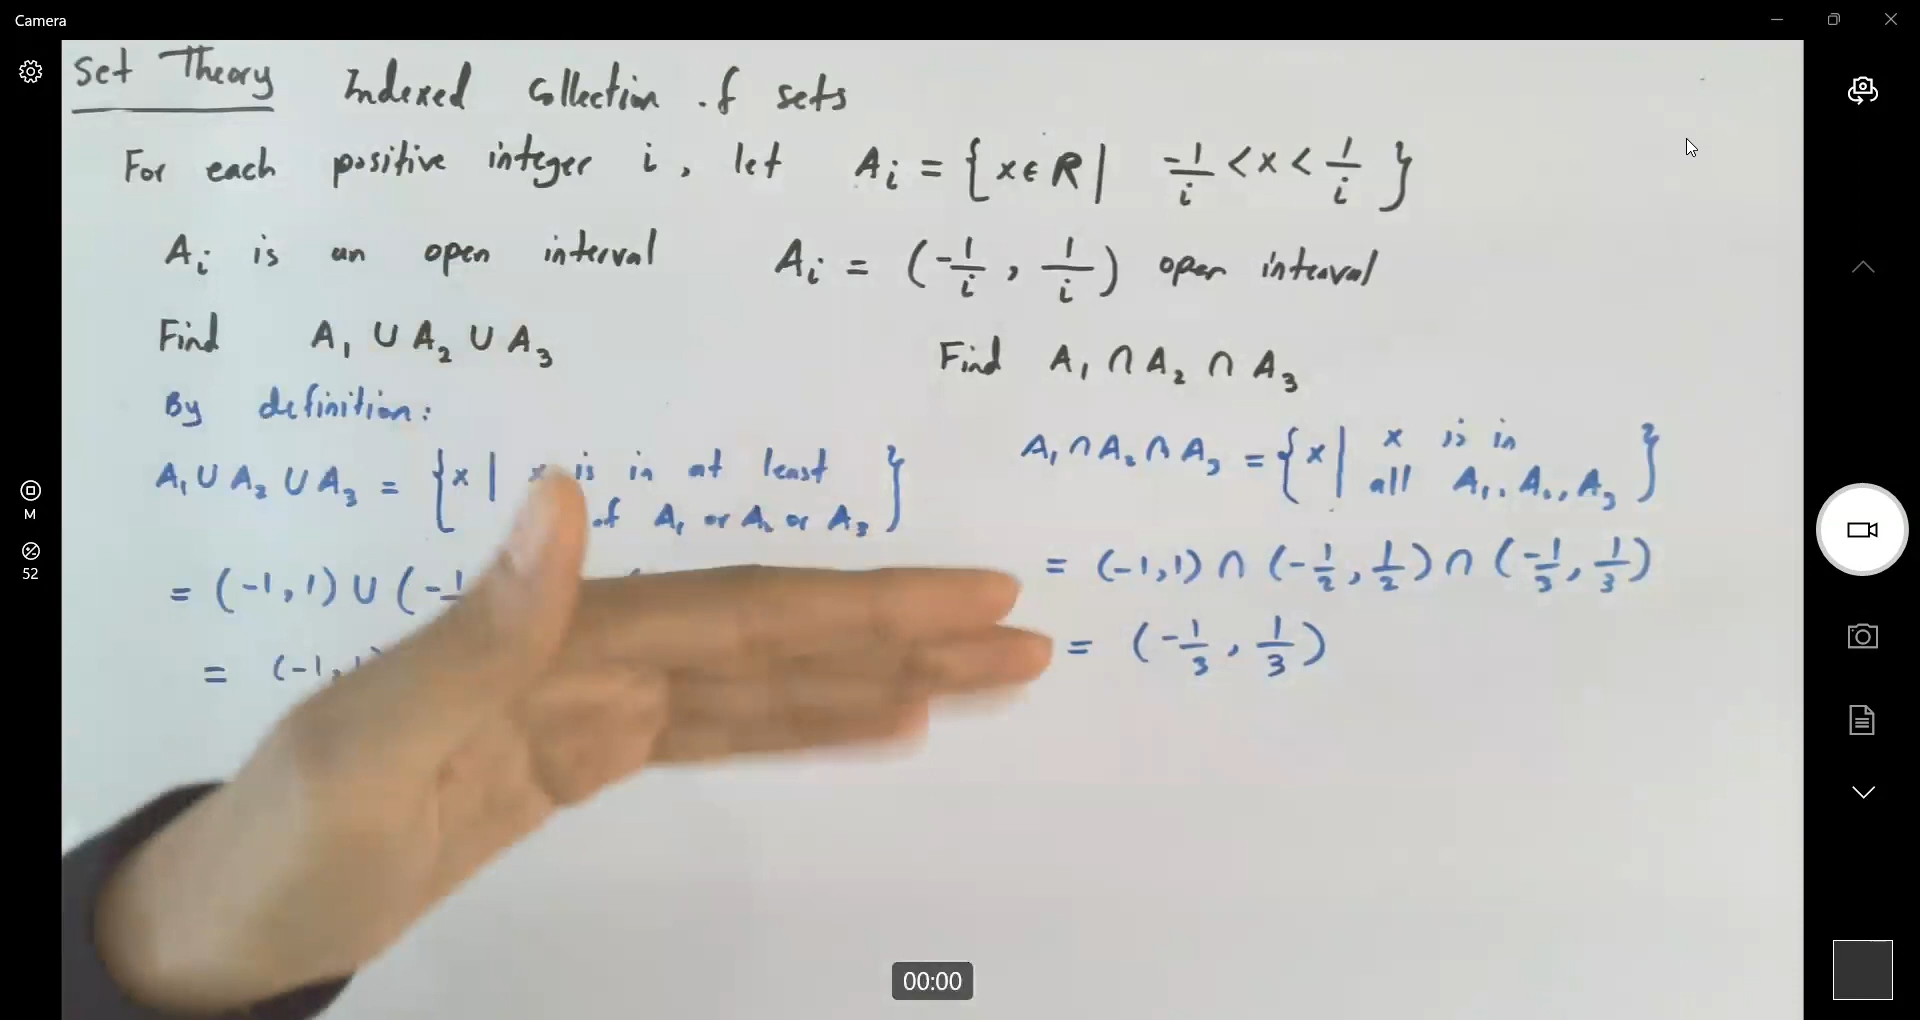 Camera
Set Theory Indexed Collection of sets
For each positive integer i, let Ai = {x ∈ R | -1/i < x < 1/i }
Ai is an open interval Ai = (-1/i , 1/i) open interval
Find A1 ∪ A2 ∪ A3
Find A1 ∩ A2 ∩ A3
By definition:
A1 ∪ A2 ∪ A3 = {x | x is in at least
of A1 or A2 or A3}
= (-1,1) ∪ (-1
= (-1,1)
A1 ∩ A2 ∩ A3 = {x | x is in
all A1, A2, A3}
= (-1,1) ∩ (-1/2, 1/2) ∩ (-1/3, 1/3)
= (-1/3, 1/3)
M
52
00:00